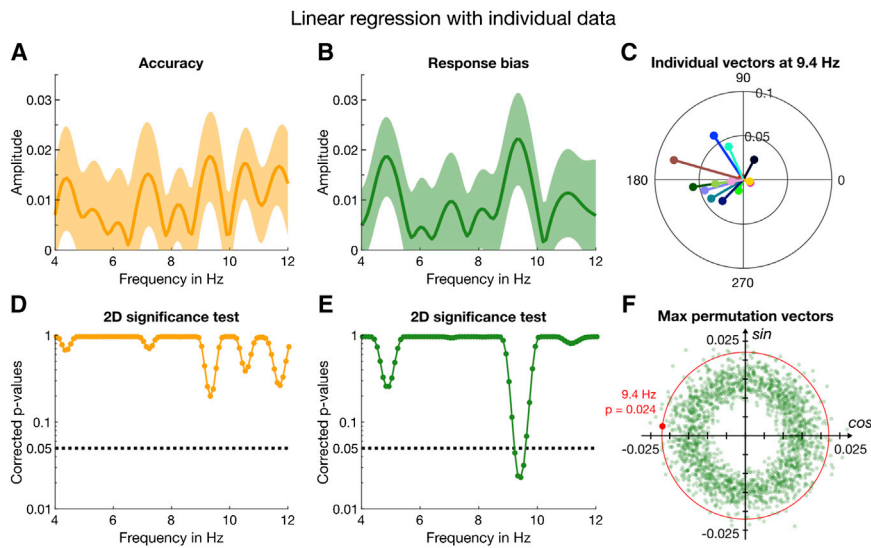 Linear regression with individual data
A
Accuracy
0.03
0.02
0.01
0
Amplitude
4
6
8
10
12
Frequency in Hz
B
Response bias
0.03
0.02
0.01
0
Amplitude
4
6
8
10
12
Frequency in Hz
C
Individual vectors at 9.4 Hz
90
0.1
0.05
180
0
270
D
2D significance test
1
0.1
0.05
0.01
Corrected p-values
4
6
8
10
12
Frequency in Hz
E
2D significance test
1
0.1
0.05
0.01
Corrected p-values
4
6
8
10
12
Frequency in Hz
F
Max permutation vectors
0.025
sin
9.4 Hz
p = 0.024
cos
-0.025
0.025
-0.025